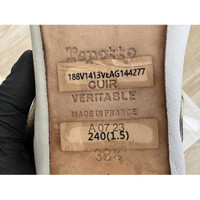 Repetto
188V1413VEAG144277
CUIR
VERITABLE
MADE IN FRANCE
A.07 23
240(1.5)
38½